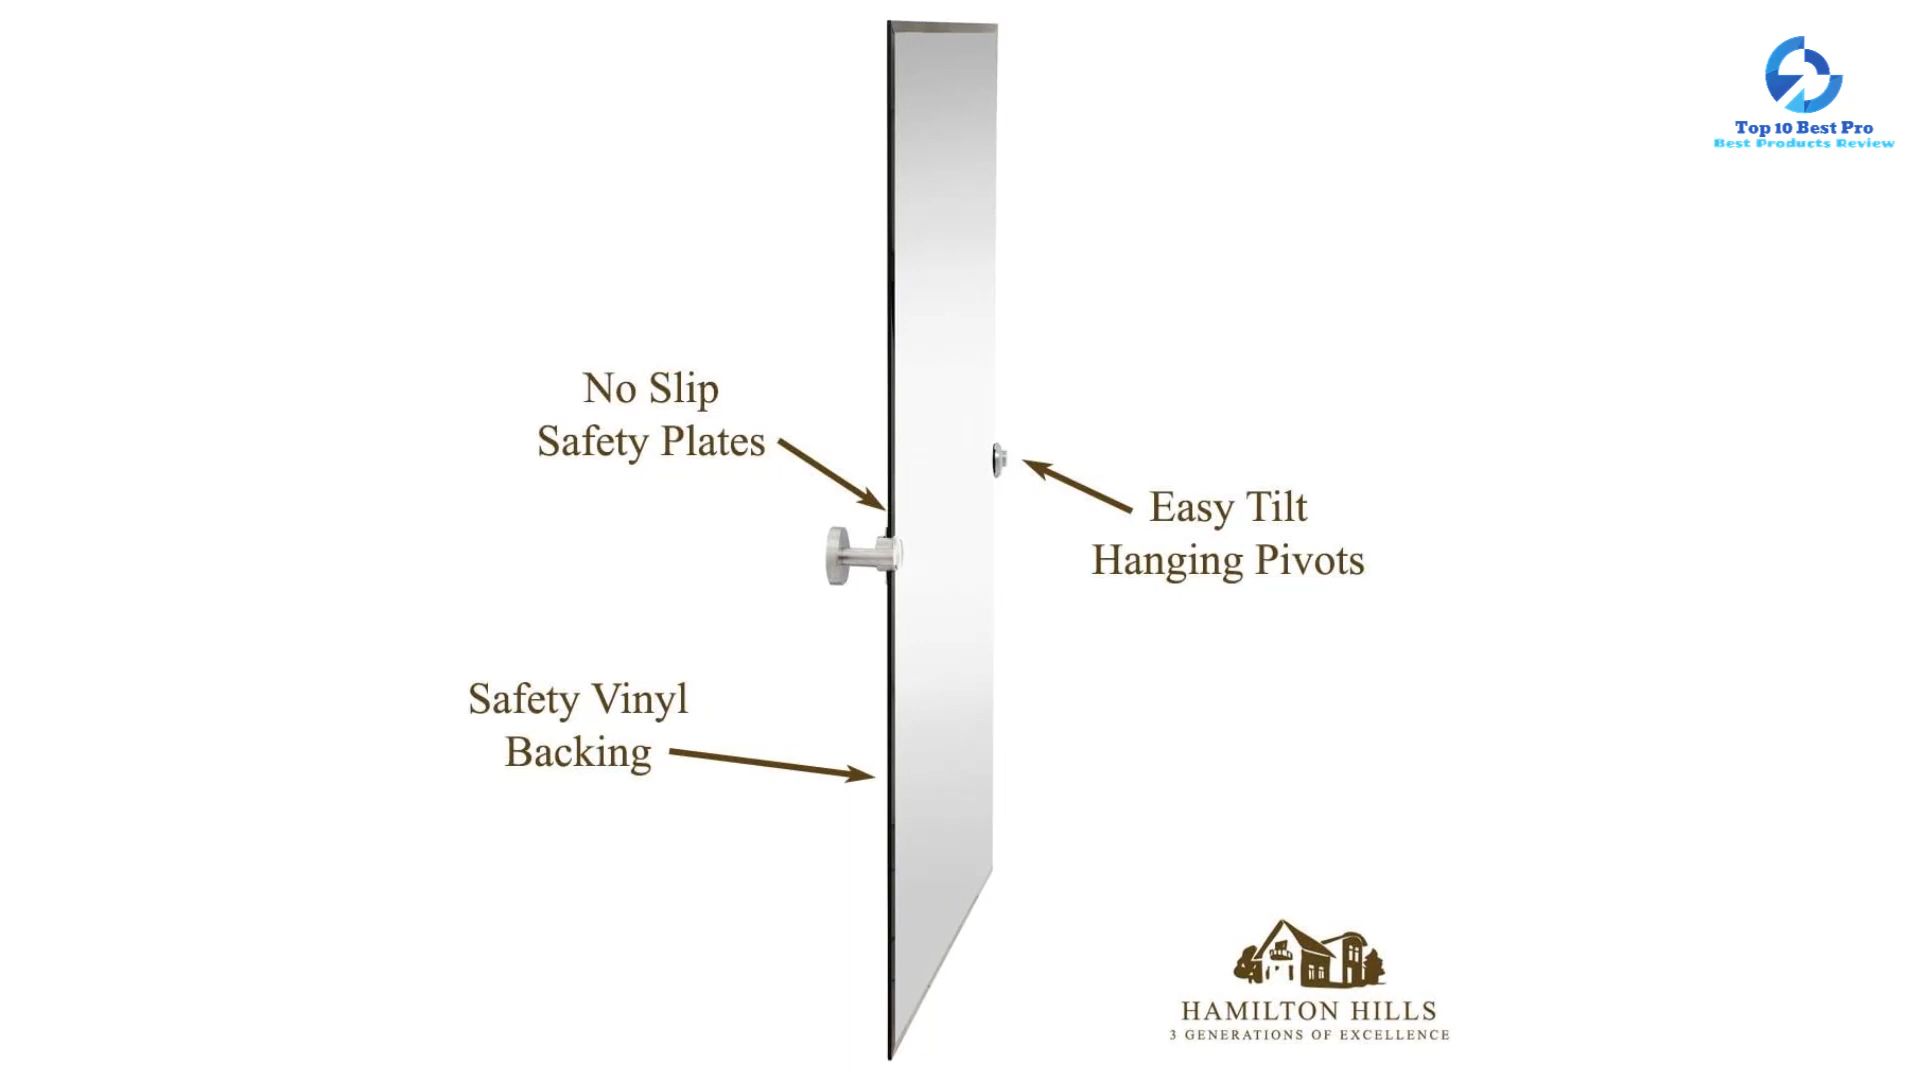 Top 10 Best Pro
Best Products Review
No Slip
Safety Plates
Easy Tilt
Hanging Pivots
Safety Vinyl
Backing
HAMILTON HILLS
3 GENERATIONS OF EXCELLENCE